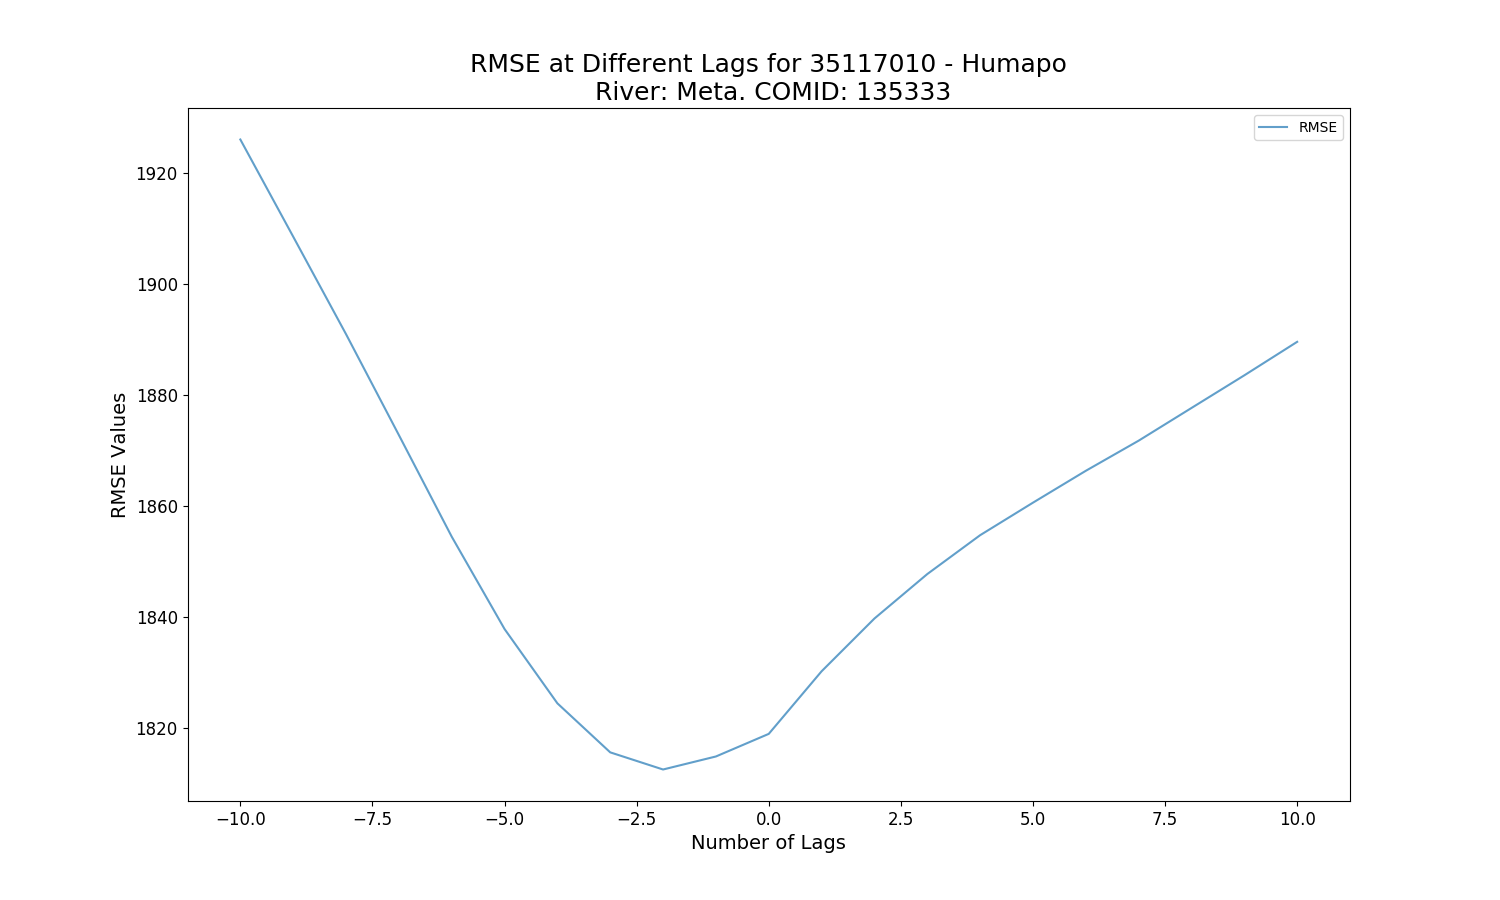 RMSE at Different Lags for 35117010 - Humapo
River: Meta. COMID: 135333
RMSE
1920
1900
1880
1860
1840
1820
RMSE Values
−10.0 −7.5 −5.0 −2.5 0.0 2.5 5.0 7.5 10.0
Number of Lags